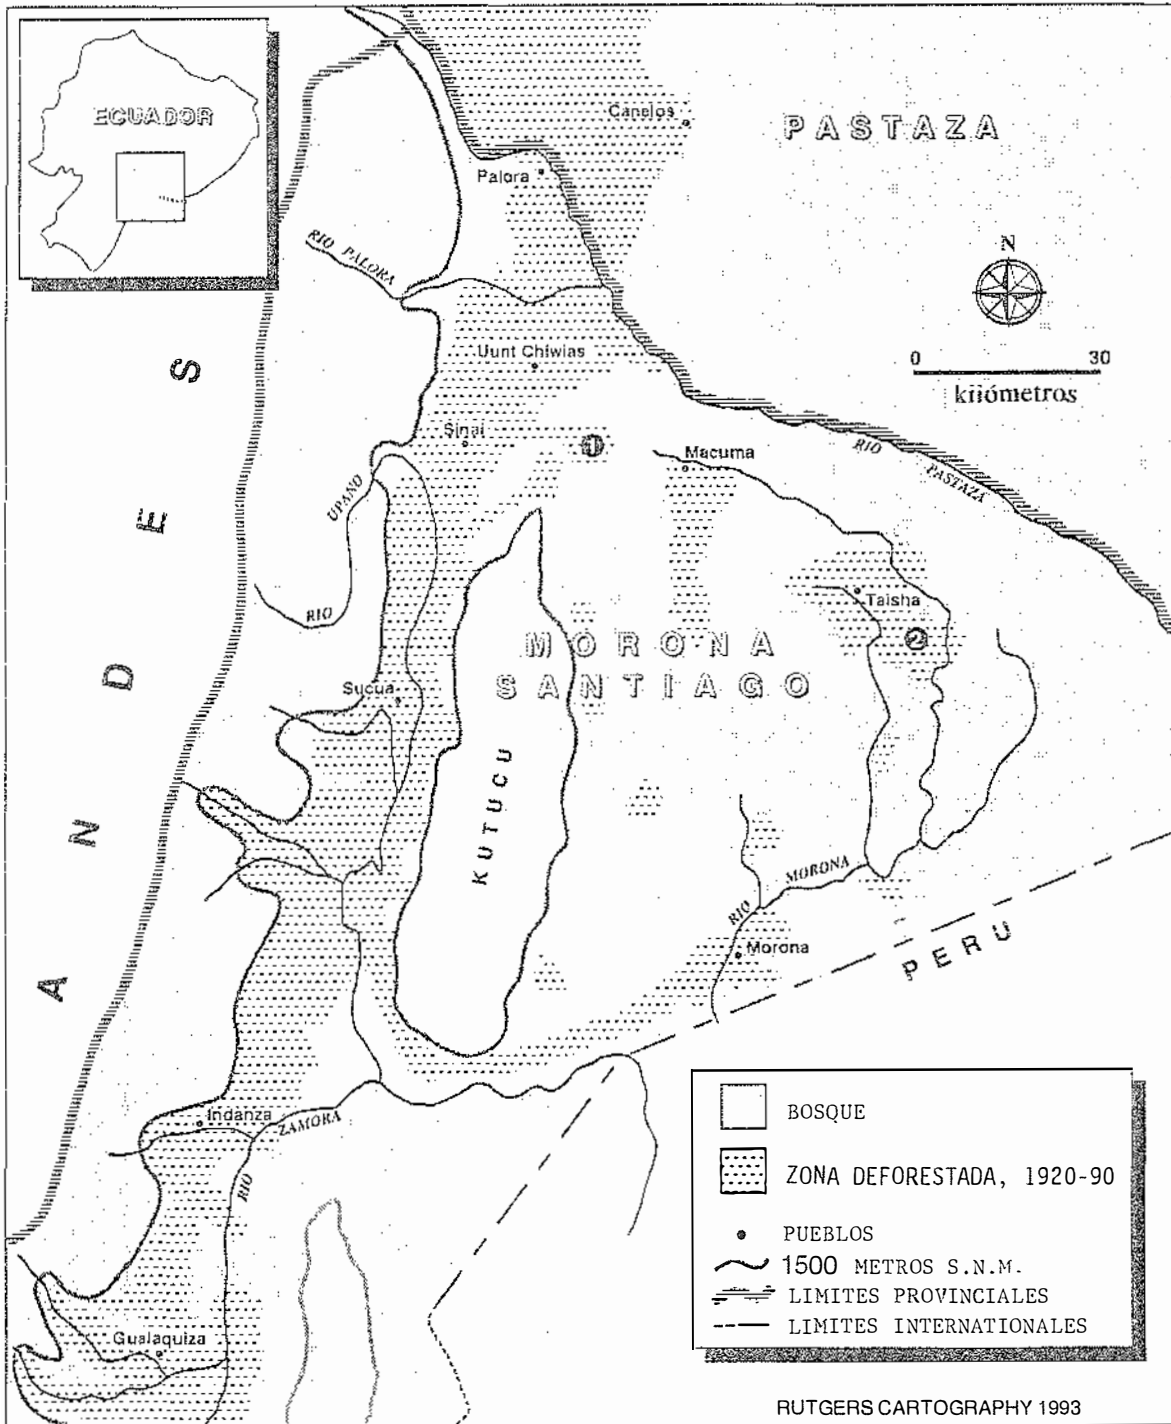 ECUADOR
Canelos
PASTAZA
Palora
RIO PALORA
N
0 30
kilómetros
Uunt Chiwias
Sinai
1
Macuma
RIO PASTAZA
UPANO
RIO
ANDES
Taisha
2
MORONA
SANTIAGO
Sucua
KUTUCU
RIO MORONA
Morona
PERU
Indanza
ZAMORA
RIO
Gualaquiza
BOSQUE
ZONA DEFORESTADA, 1920-90
PUEBLOS
1500 METROS S.N.M.
LIMITES PROVINCIALES
LIMITES INTERNATIONALES
RUTGERS CARTOGRAPHY 1993